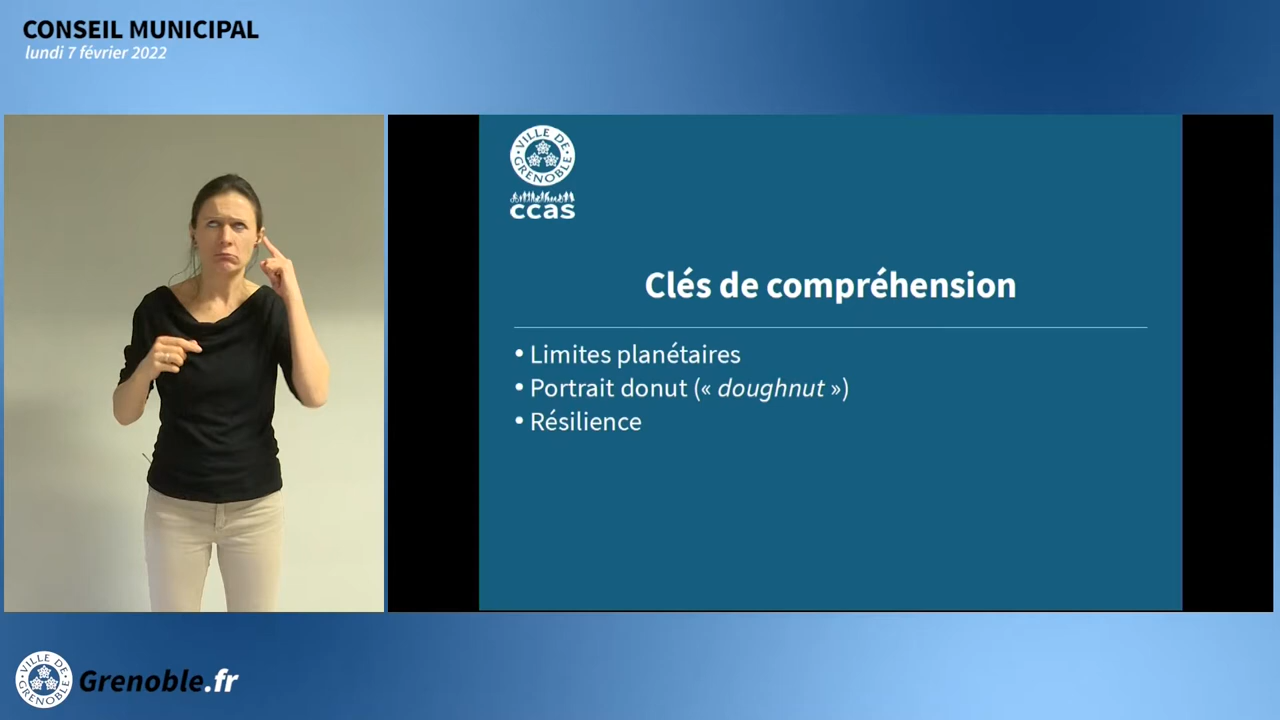 CONSEIL MUNICIPAL
lundi 7 février 2022
VILLE DE GRENOBLE
ccas
Clés de compréhension
• Limites planétaires
• Portrait donut (« doughnut »)
• Résilience
VILLE DE GRENOBLE
Grenoble.fr